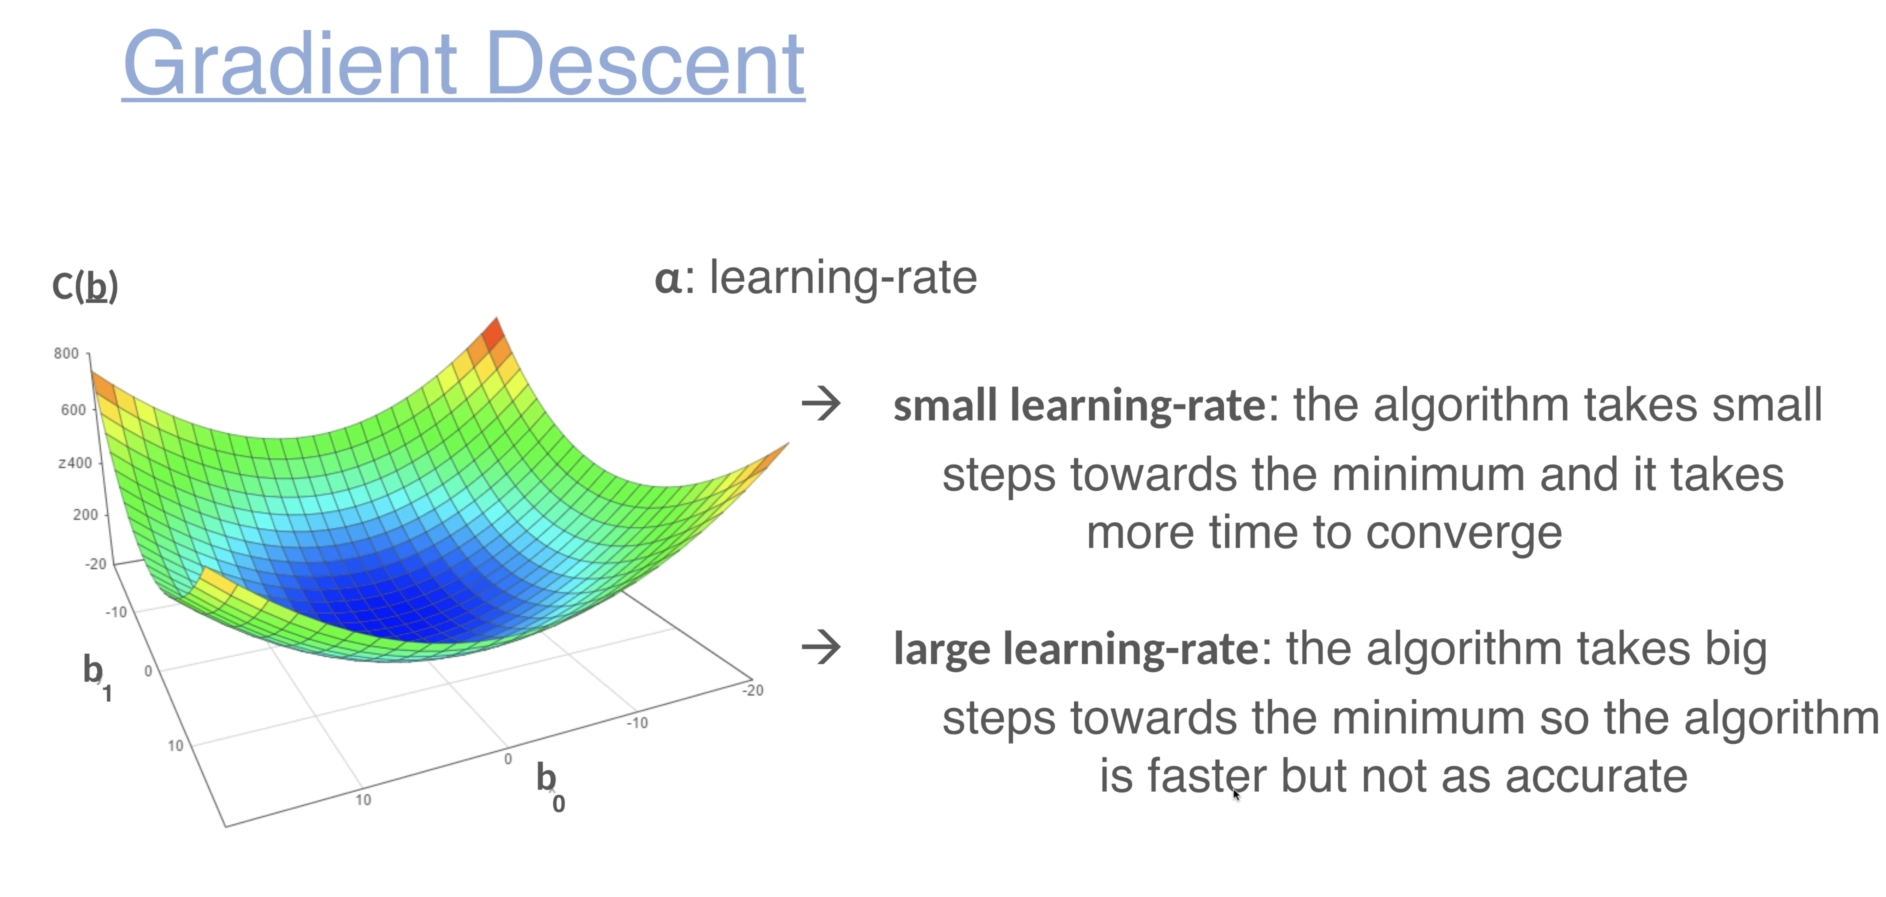 Gradient Descent
C(b)
α: learning-rate
800
600
z400
200
-20
-10
0
10
b1
10
0
-10
-20
b0
→ small learning-rate: the algorithm takes small
steps towards the minimum and it takes
more time to converge
→ large learning-rate: the algorithm takes big
steps towards the minimum so the algorithm
is faster but not as accurate